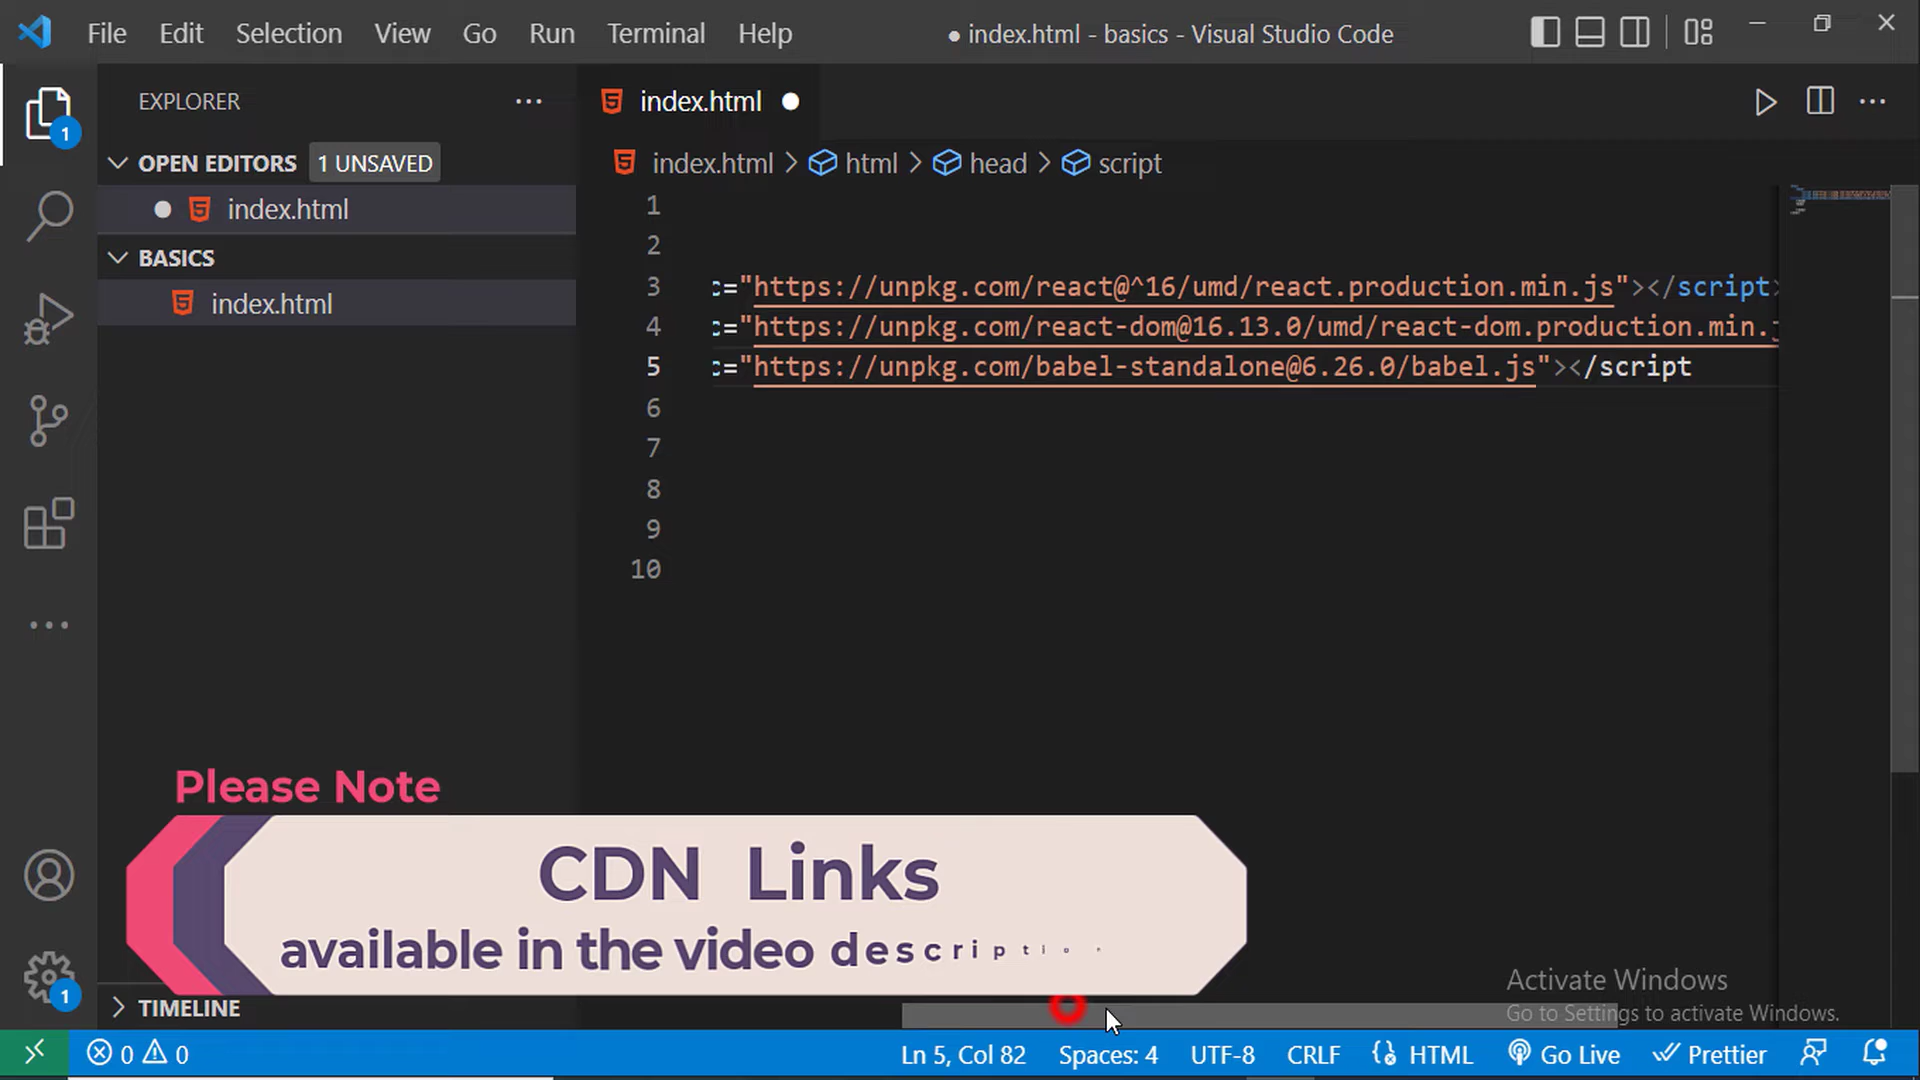 File Edit Selection View Go Run Terminal Help ● index.html - basics - Visual Studio Code
EXPLORER
index.html
1
OPEN EDITORS 1 UNSAVED
index.html
BASICS
index.html
index.html > html > head > script
1
2
3 c="https://unpkg.com/react@^16/umd/react.production.min.js"></script>
4 c="https://unpkg.com/react-dom@16.13.0/umd/react-dom.production.min.j
5 c="https://unpkg.com/babel-standalone@6.26.0/babel.js"></script
6
7
8
9
10
Please Note
CDN Links
available in the video descriptio
Activate Windows
Go to Settings to activate Windows.
1
TIMELINE
0 0 Ln 5, Col 82 Spaces: 4 UTF-8 CRLF HTML Go Live Prettier